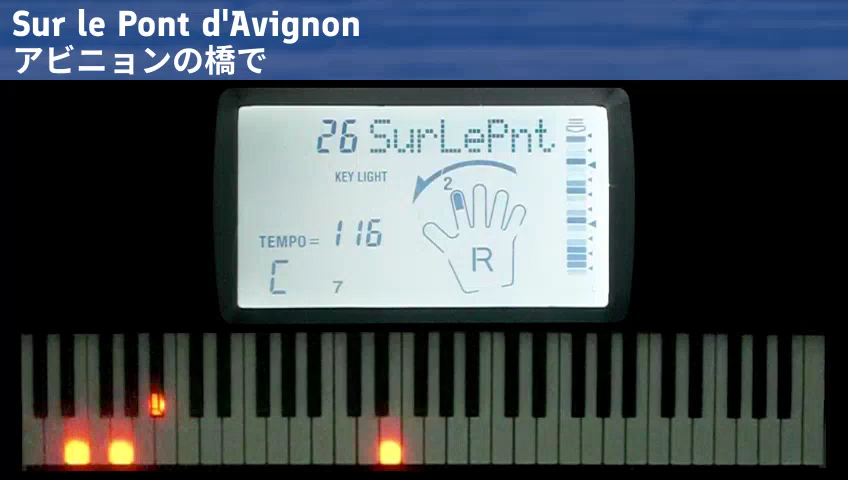 Sur le Pont d'Avignon
アビニョンの橋で
26 SurLePnt
KEY LIGHT
2
TEMPO= 116
R
C 7